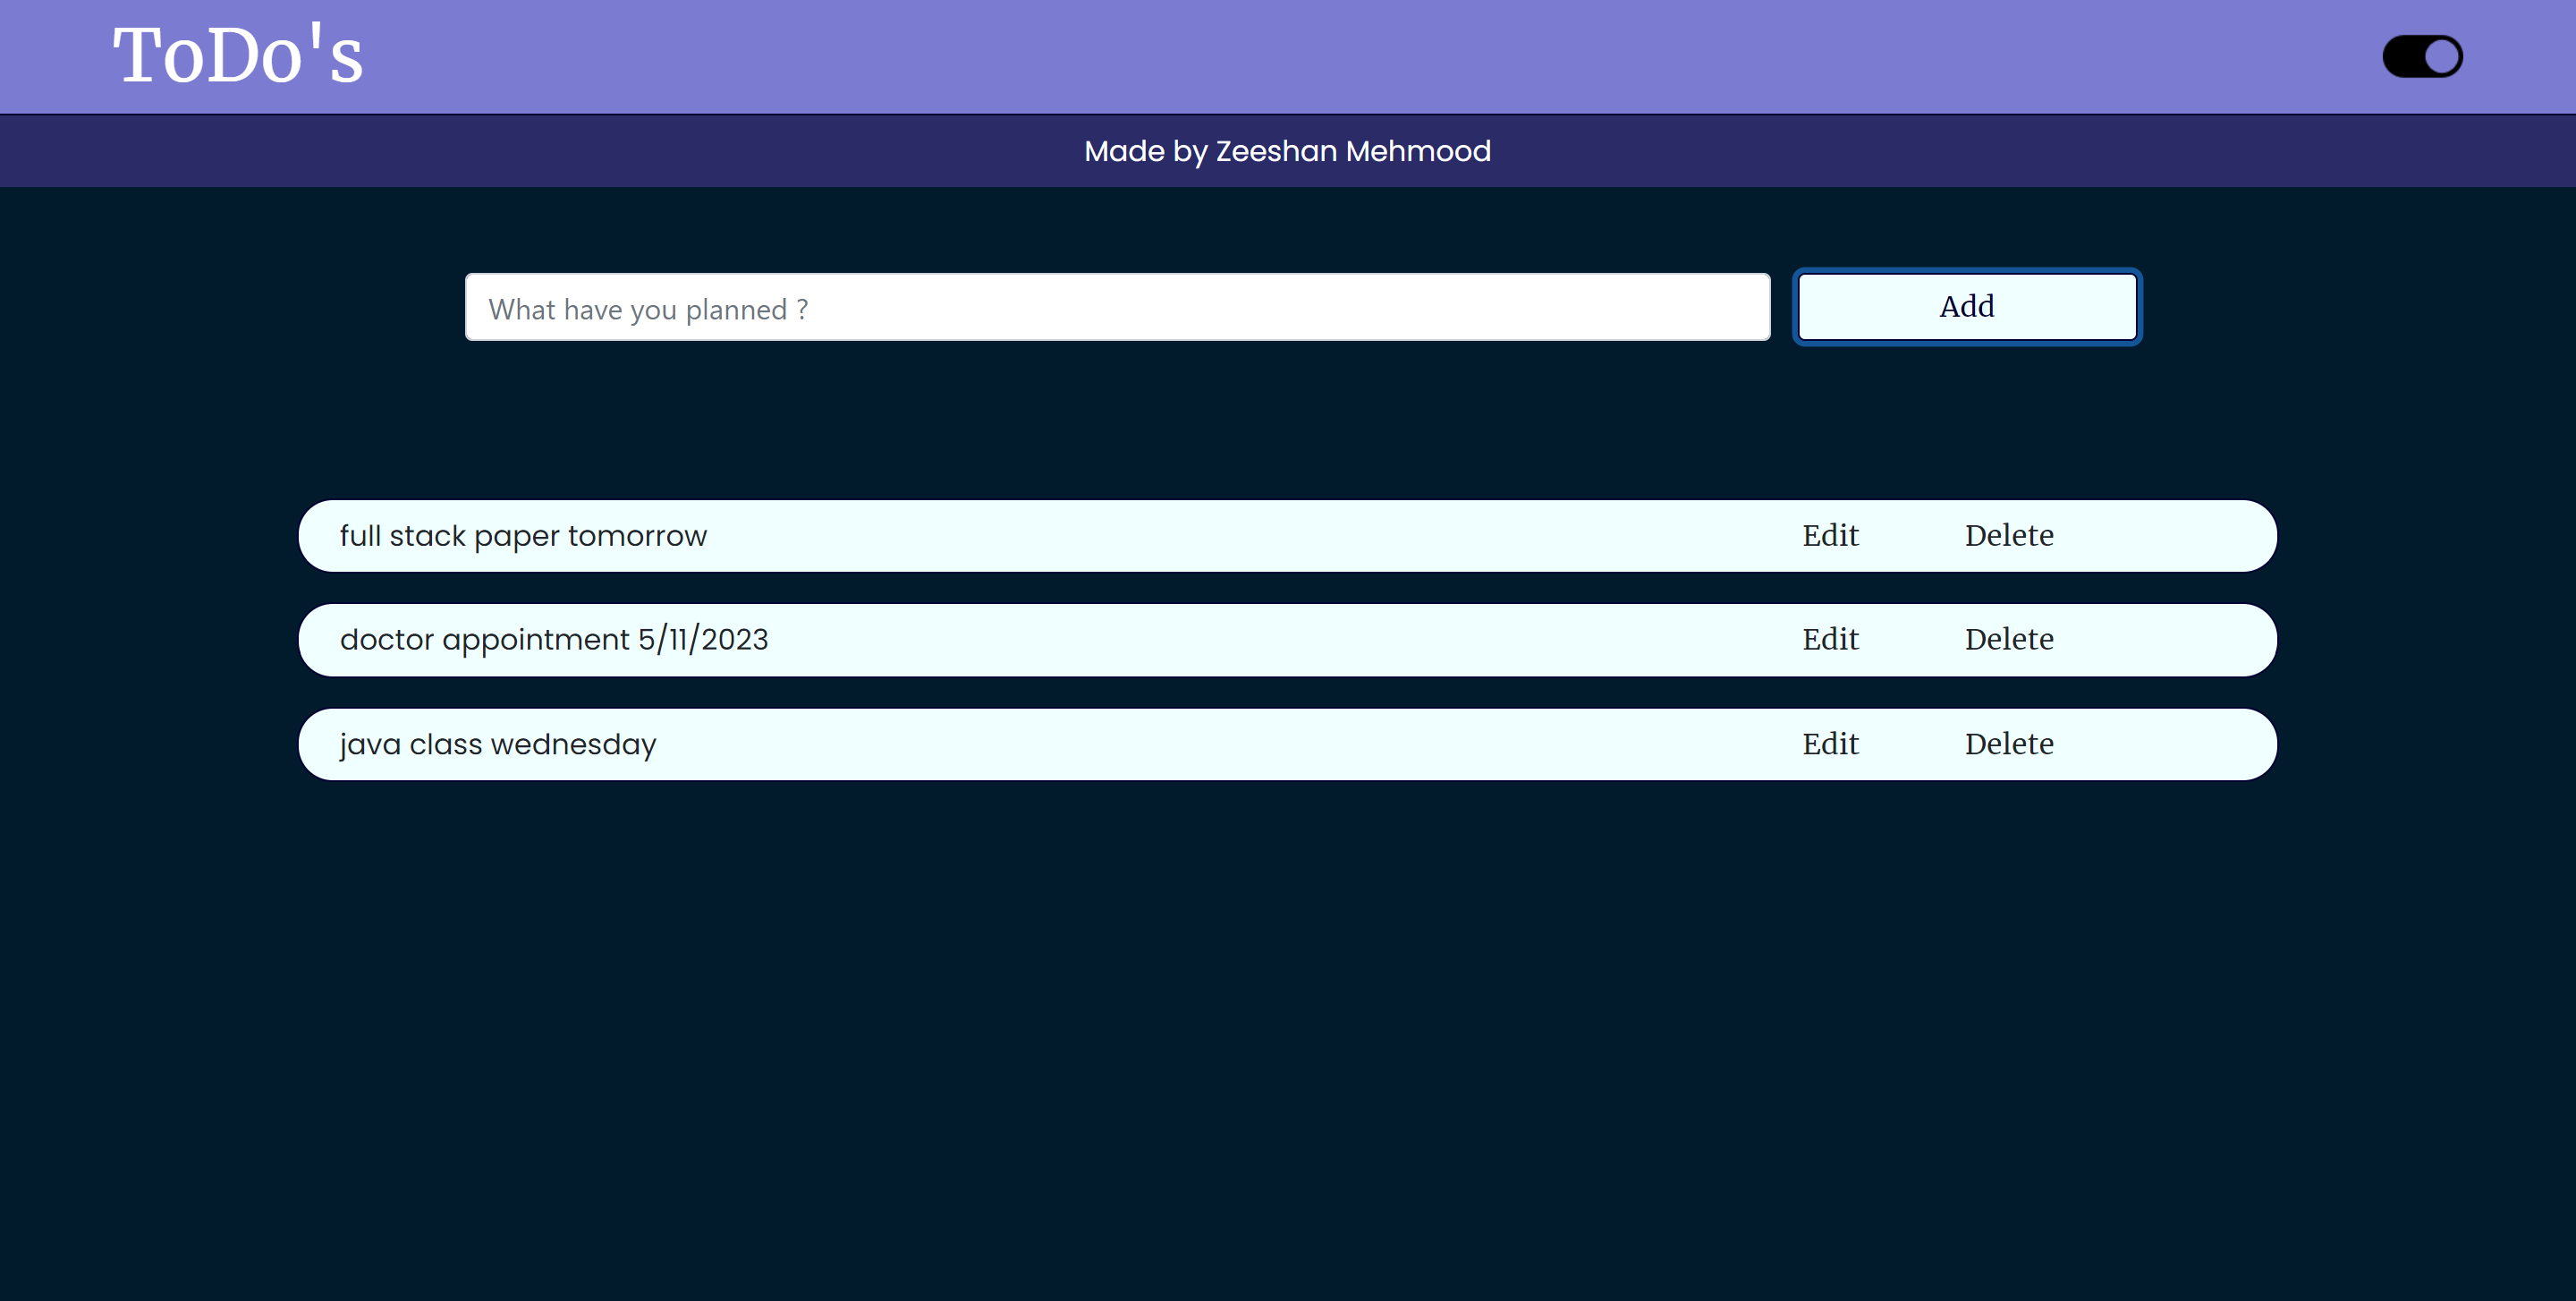 ToDo's
Made by Zeeshan Mehmood
What have you planned ?
Add
full stack paper tomorrow Edit Delete
doctor appointment 5/11/2023 Edit Delete
java class wednesday Edit Delete